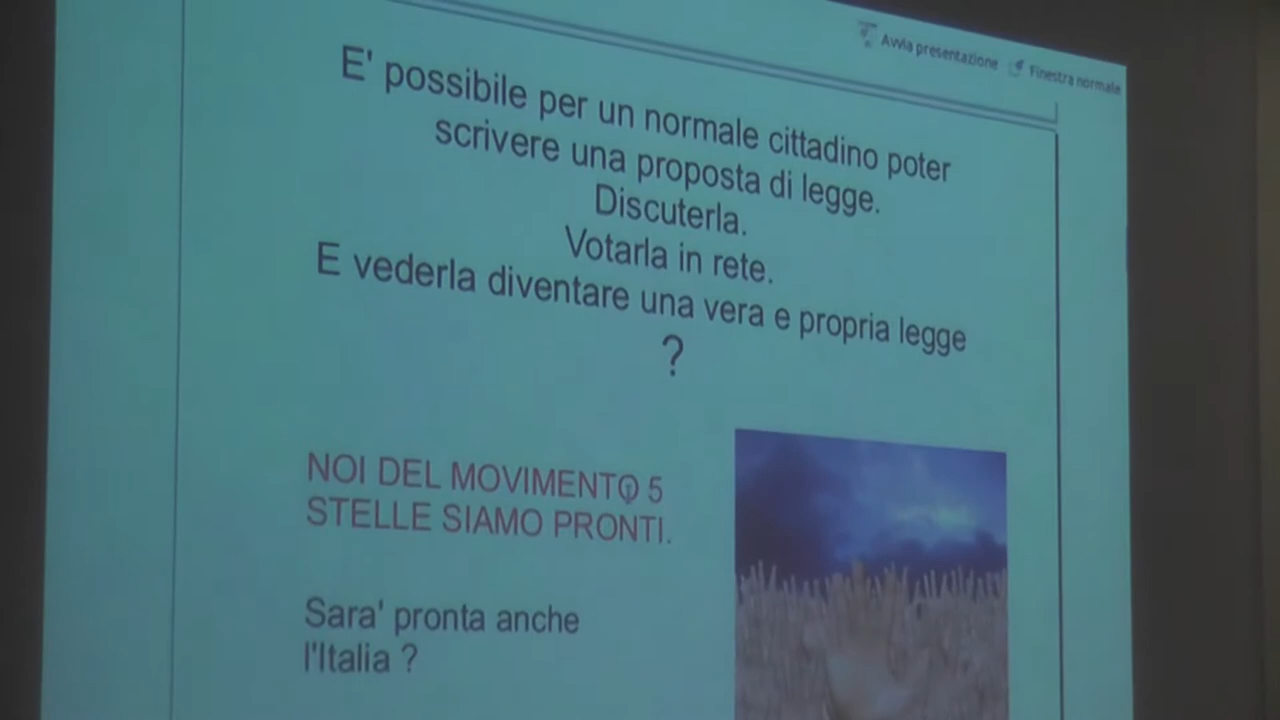 Avvia presentazione Finestra normale
E' possibile per un normale cittadino poter
scrivere una proposta di legge.
Discuterla.
Votarla in rete.
E vederla diventare una vera e propria legge
?
NOI DEL MOVIMENTO 5
STELLE SIAMO PRONTI.
Sara' pronta anche
l'Italia ?